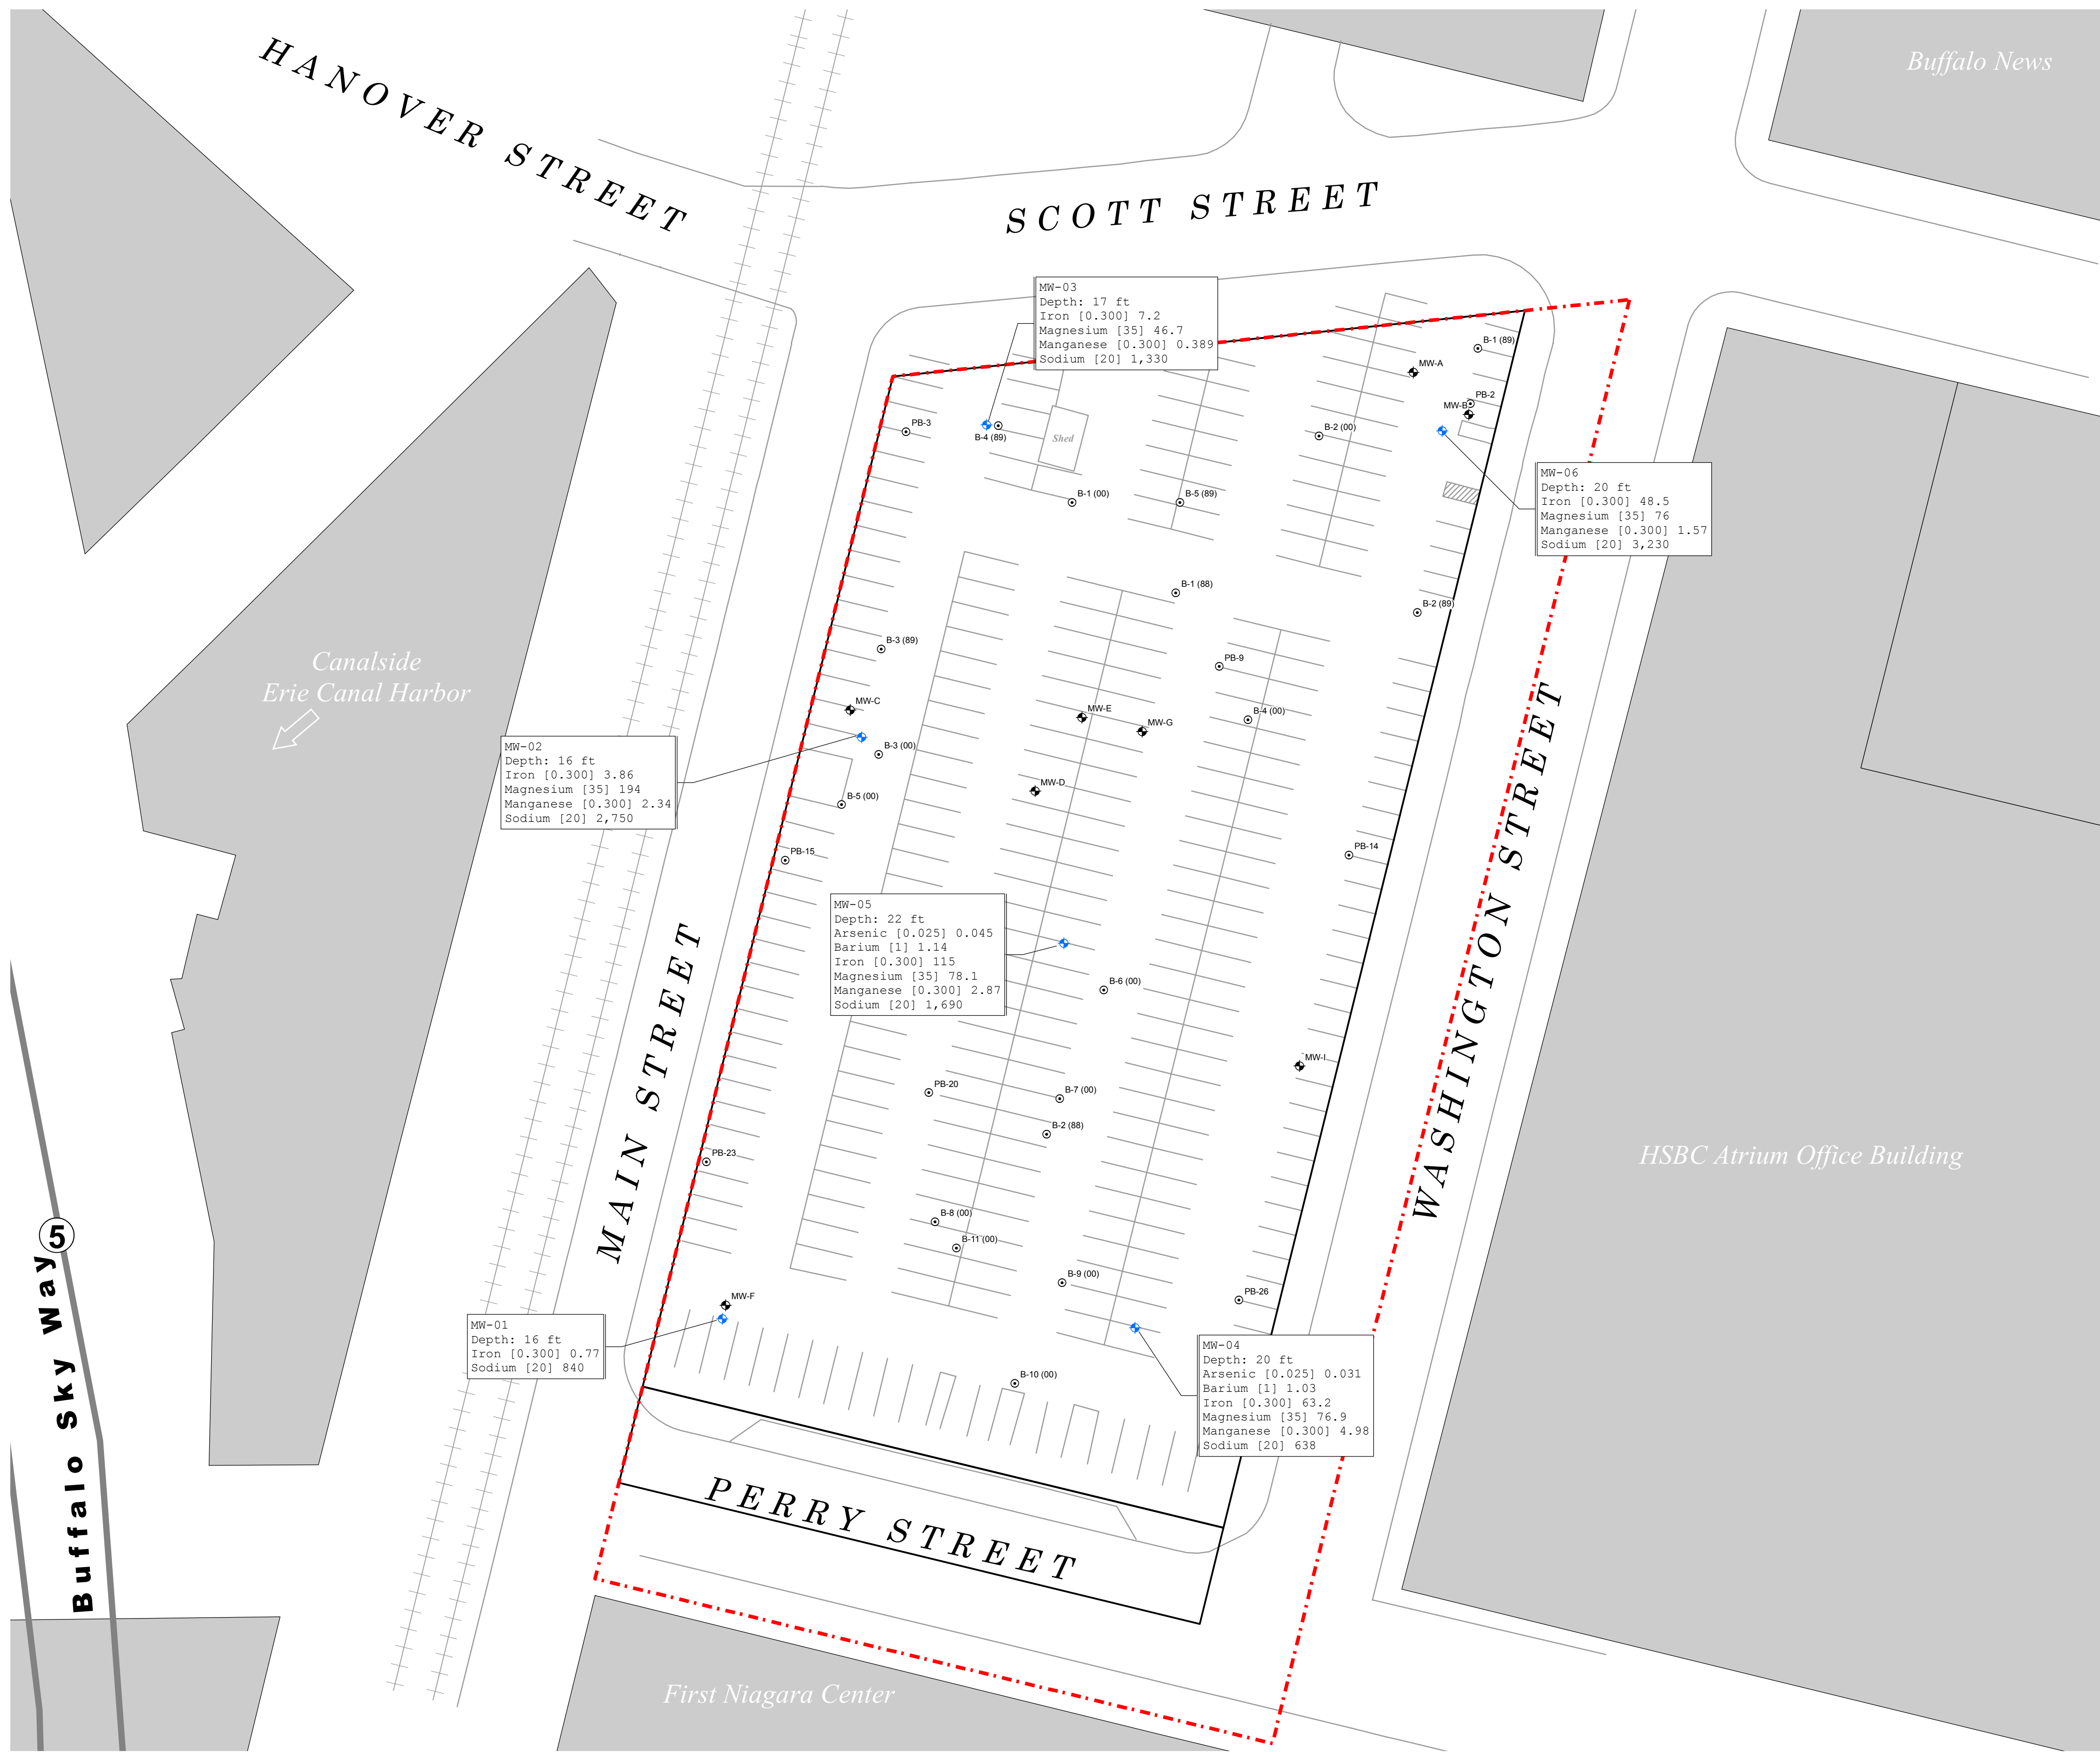 HANOVER STREET
Buffalo News
SCOTT STREET
MW-03
Depth: 17 ft
Iron [0.300] 7.2
Magnesium [35] 46.7
Manganese [0.300] 0.389
Sodium [20] 1,330
B-1 (89)
MW-A
PB-2
MW-B
PB-3
B-4 (89)
Shed
B-2 (00)
MW-06
Depth: 20 ft
Iron [0.300] 48.5
Magnesium [35] 76
Manganese [0.300] 1.57
Sodium [20] 3,230
B-1 (00)
B-5 (89)
B-1 (88)
B-2 (89)
B-3 (89)
PB-9
Canalside
Erie Canal Harbor
MW-C
MW-E
MW-G
B-4 (00)
B-3 (00)
MW-02
Depth: 16 ft
Iron [0.300] 3.86
Magnesium [35] 194
Manganese [0.300] 2.34
Sodium [20] 2,750
MW-D
B-5 (00)
PB-15
PB-14
WASHINGTON STREET
MW-05
Depth: 22 ft
Arsenic [0.025] 0.045
Barium [1] 1.14
Iron [0.300] 115
Magnesium [35] 78.1
Manganese [0.300] 2.87
Sodium [20] 1,690
B-6 (00)
MAIN STREET
MW-I
PB-20
B-7 (00)
B-2 (88)
PB-23
HSBC Atrium Office Building
B-8 (00)
B-11 (00)
5
Buffalo Sky Way
B-9 (00)
PB-26
MW-F
MW-01
Depth: 16 ft
Iron [0.300] 0.77
Sodium [20] 840
MW-04
Depth: 20 ft
Arsenic [0.025] 0.031
Barium [1] 1.03
Iron [0.300] 63.2
Magnesium [35] 76.9
Manganese [0.300] 4.98
Sodium [20] 638
B-10 (00)
PERRY STREET
First Niagara Center